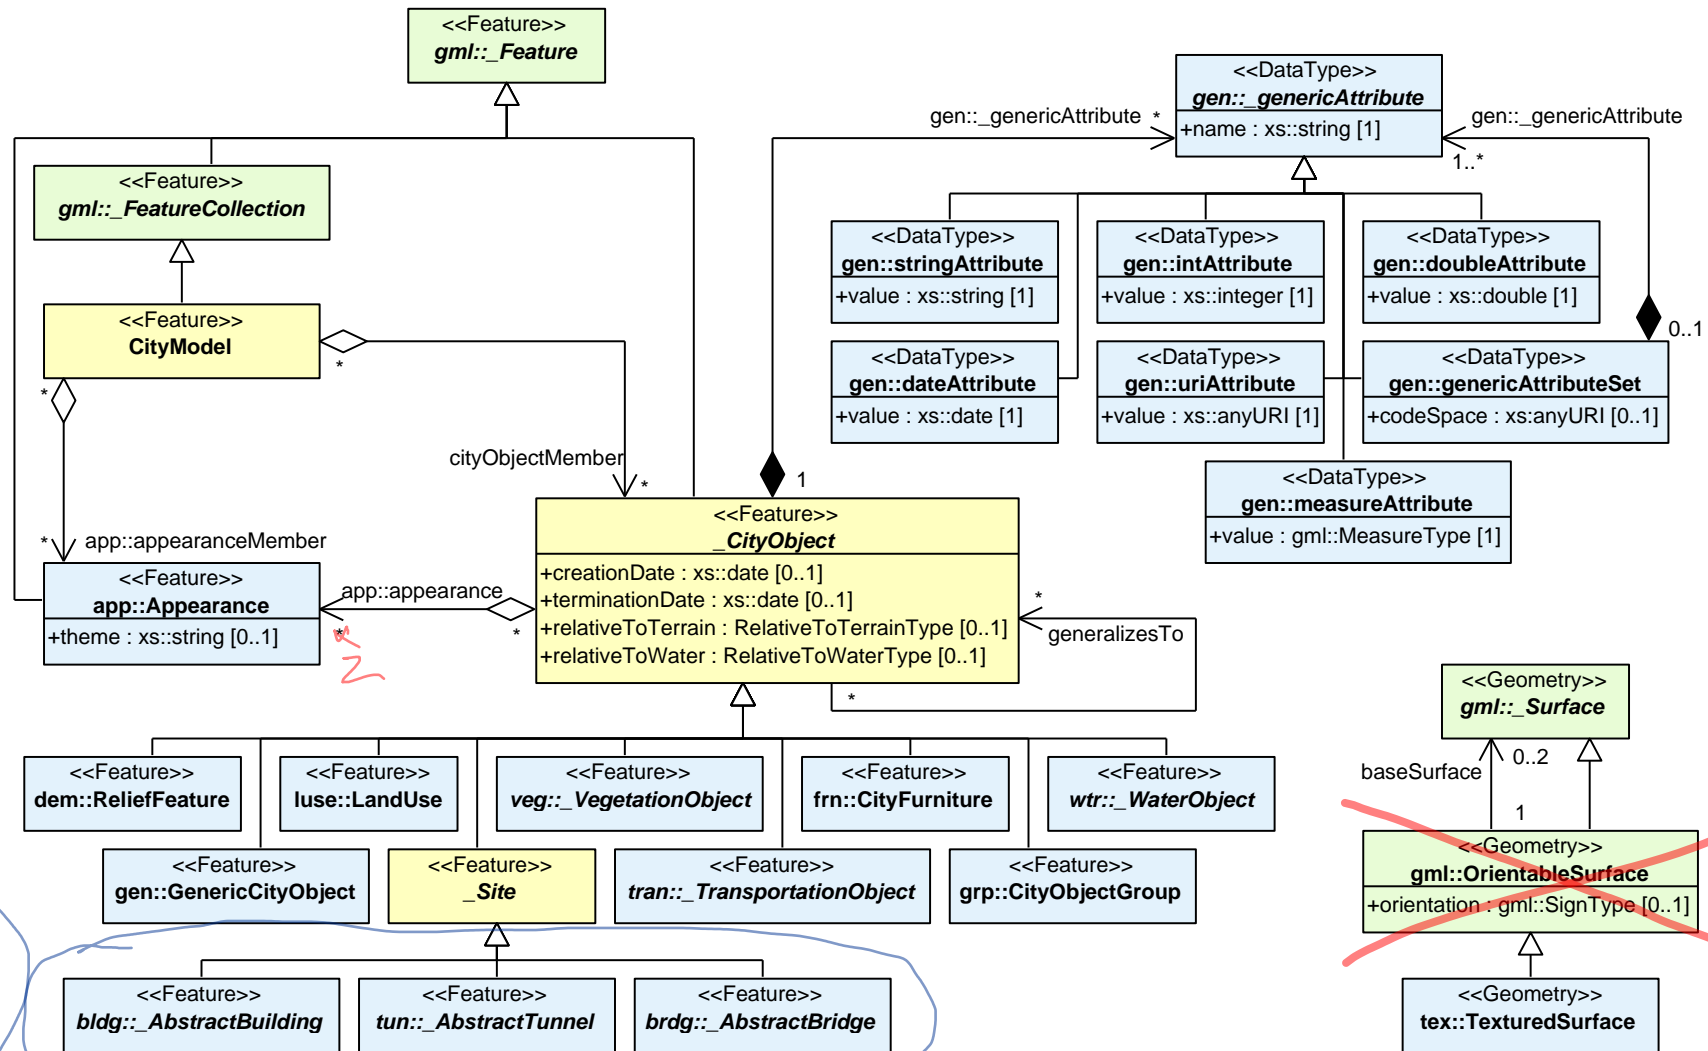 <<Feature>>
gml::_Feature
<<DataType>>
gen::_genericAttribute
+name : xs::string [1]
gen::_genericAttribute *
gen::_genericAttribute
1..*
<<Feature>>
gml::_FeatureCollection
<<DataType>>
gen::stringAttribute
+value : xs::string [1]
<<DataType>>
gen::intAttribute
+value : xs::integer [1]
<<DataType>>
gen::doubleAttribute
+value : xs::double [1]
<<Feature>>
CityModel
*
*
0..1
<<DataType>>
gen::dateAttribute
+value : xs::date [1]
<<DataType>>
gen::uriAttribute
+value : xs::anyURI [1]
<<DataType>>
gen::genericAttributeSet
+codeSpace : xs:anyURI [0..1]
cityObjectMember
*
1
<<DataType>>
gen::measureAttribute
+value : gml::MeasureType [1]
* app::appearanceMember
<<Feature>>
_CityObject
+creationDate : xs::date [0..1]
+terminationDate : xs::date [0..1]
+relativeToTerrain : RelativeToTerrainType [0..1]
+relativeToWater : RelativeToWaterType [0..1]
<<Feature>>
app::Appearance
+theme : xs::string [0..1]
app::appearance
*
*
*
generalizesTo
*
<<Geometry>>
gml::_Surface
baseSurface
0..2
1
<<Feature>>
dem::ReliefFeature
<<Feature>>
luse::LandUse
<<Feature>>
veg::_VegetationObject
<<Feature>>
frn::CityFurniture
<<Feature>>
wtr::_WaterObject
<<Geometry>>
gml::OrientableSurface
+orientation : gml::SignType [0..1]
<<Feature>>
gen::GenericCityObject
<<Feature>>
_Site
<<Feature>>
tran::_TransportationObject
<<Feature>>
grp::CityObjectGroup
<<Feature>>
bldg::_AbstractBuilding
<<Feature>>
tun::_AbstractTunnel
<<Feature>>
brdg::_AbstractBridge
<<Geometry>>
tex::TexturedSurface